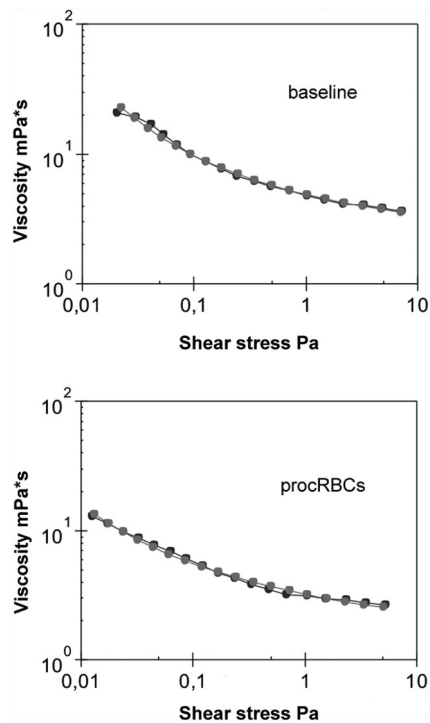 10²
baseline
Viscosity mPa*s
10¹
10⁰
0,01
0,1
1
10
Shear stress Pa
10²
procRBCs
Viscosity mPa*s
10¹
10⁰
0,01
0,1
1
10
Shear stress Pa